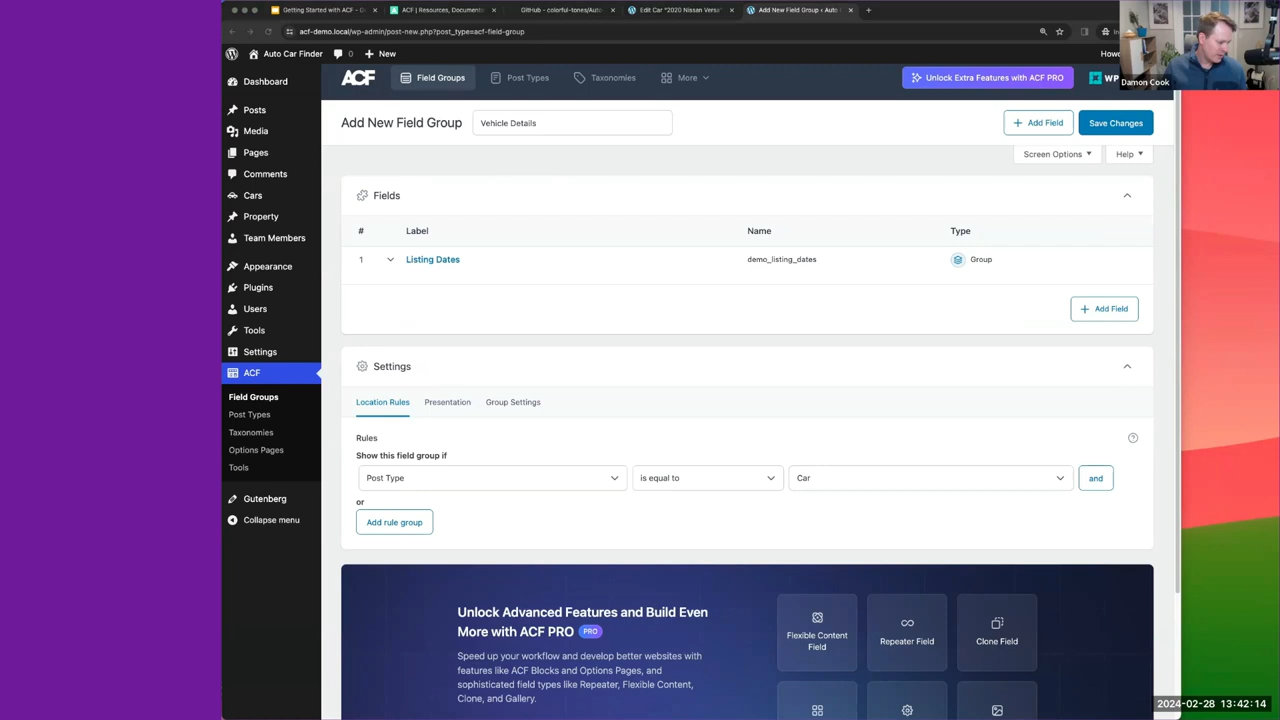 Getting Started with ACF - G
ACF | Resources, Documenta
GitHub - colorful-tones/Auto
Edit Car "2020 Nissan Versa"
Add New Field Group ‹ Auto
acf-demo.local/wp-admin/post-new.php?post_type=acf-field-group
Auto Car Finder
0
New
Howd
Damon Cook
Dashboard
Posts
Media
Pages
Comments
Cars
Property
Team Members
Appearance
Plugins
Users
Tools
Settings
ACF
Field Groups
Post Types
Taxonomies
Options Pages
Tools
Gutenberg
Collapse menu
ACF
Field Groups
Post Types
Taxonomies
More
Unlock Extra Features with ACF PRO
WP
Add New Field Group
Vehicle Details
+ Add Field
Save Changes
Screen Options
Help
Fields
# Label Name Type
1 Listing Dates demo_listing_dates Group
+ Add Field
Settings
Location Rules Presentation Group Settings
Rules
Show this field group if
Post Type is equal to Car and
or
Add rule group
Unlock Advanced Features and Build Even
More with ACF PRO PRO
Speed up your workflow and develop better websites with
features like ACF Blocks and Options Pages, and
sophisticated field types like Repeater, Flexible Content,
Clone, and Gallery.
Flexible Content
Field
Repeater Field
Clone Field
2024-02-28 13:42:14